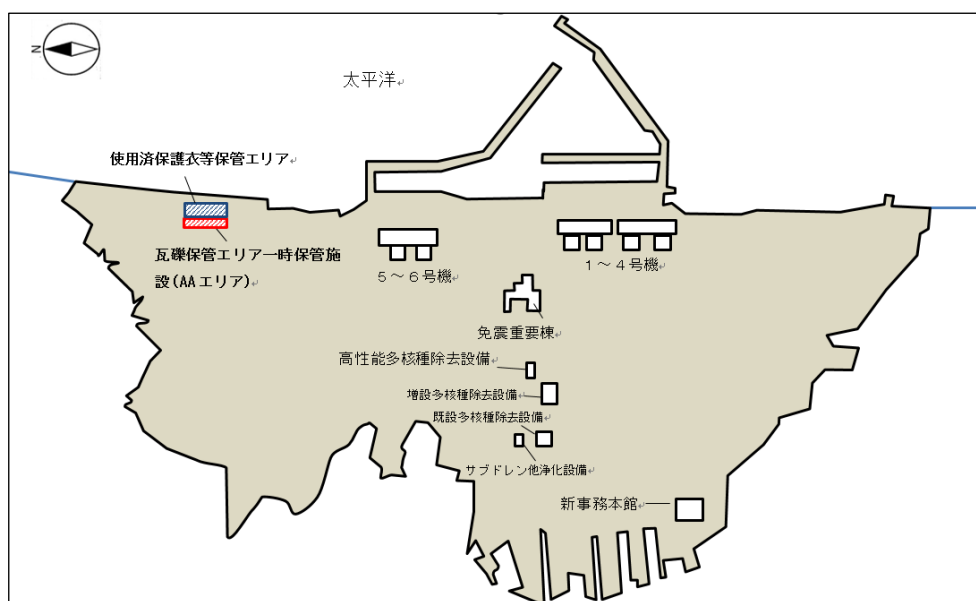 N
太平洋
使用済保護衣等保管エリア
瓦礫保管エリア一時保管施
設(AAエリア)
5～6号機
1～4号機
免震重要棟
高性能多核種除去設備
増設多核種除去設備
既設多核種除去設備
サブドレン他浄化設備
新事務本館